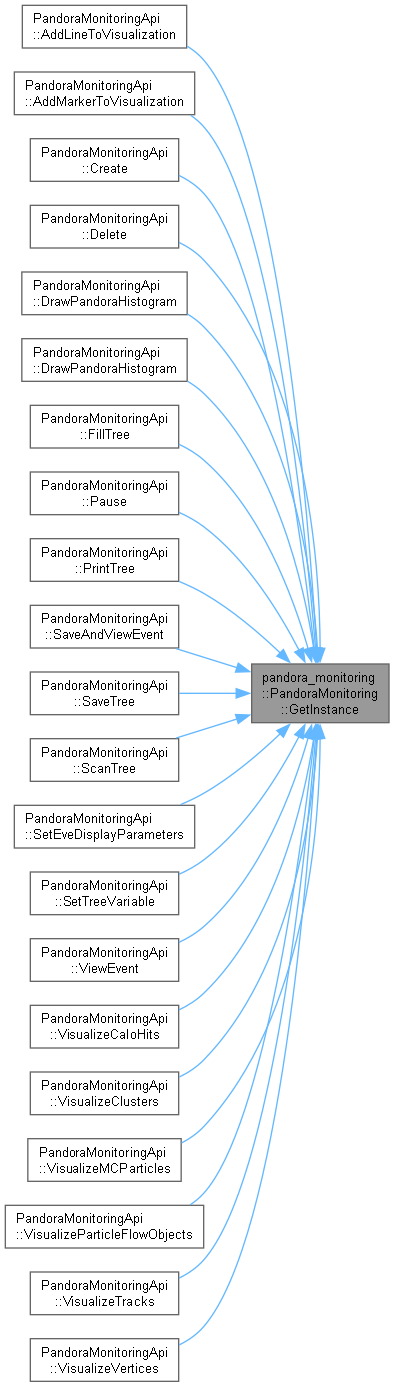 PandoraMonitoringApi
::AddLineToVisualization
PandoraMonitoringApi
::AddMarkerToVisualization
PandoraMonitoringApi
::Create
PandoraMonitoringApi
::Delete
PandoraMonitoringApi
::DrawPandoraHistogram
PandoraMonitoringApi
::DrawPandoraHistogram
PandoraMonitoringApi
::FillTree
PandoraMonitoringApi
::Pause
PandoraMonitoringApi
::PrintTree
PandoraMonitoringApi
::SaveAndViewEvent
PandoraMonitoringApi
::SaveTree
PandoraMonitoringApi
::ScanTree
PandoraMonitoringApi
::SetEveDisplayParameters
PandoraMonitoringApi
::SetTreeVariable
PandoraMonitoringApi
::ViewEvent
PandoraMonitoringApi
::VisualizeCaloHits
PandoraMonitoringApi
::VisualizeClusters
PandoraMonitoringApi
::VisualizeMCParticles
PandoraMonitoringApi
::VisualizeParticleFlowObjects
PandoraMonitoringApi
::VisualizeTracks
PandoraMonitoringApi
::VisualizeVertices
pandora_monitoring
::PandoraMonitoring
::GetInstance